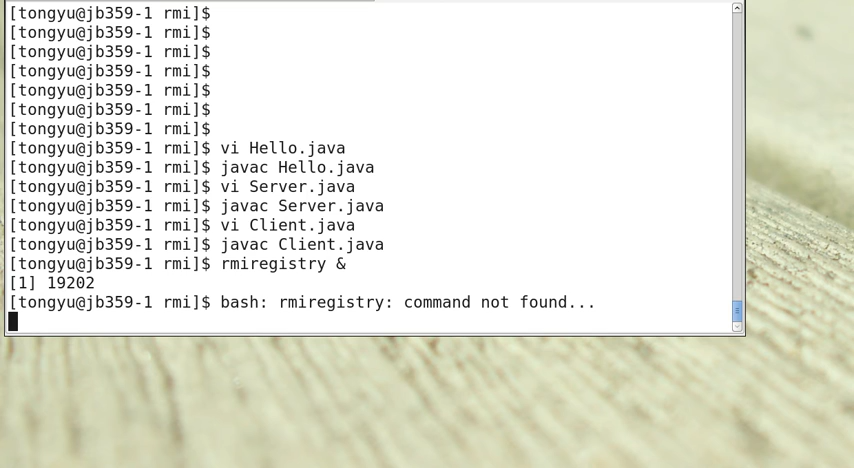 [tongyu@jb359-1 rmi]$
[tongyu@jb359-1 rmi]$
[tongyu@jb359-1 rmi]$
[tongyu@jb359-1 rmi]$
[tongyu@jb359-1 rmi]$
[tongyu@jb359-1 rmi]$
[tongyu@jb359-1 rmi]$
[tongyu@jb359-1 rmi]$ vi Hello.java
[tongyu@jb359-1 rmi]$ javac Hello.java
[tongyu@jb359-1 rmi]$ vi Server.java
[tongyu@jb359-1 rmi]$ javac Server.java
[tongyu@jb359-1 rmi]$ vi Client.java
[tongyu@jb359-1 rmi]$ javac Client.java
[tongyu@jb359-1 rmi]$ rmiregistry &
[1] 19202
[tongyu@jb359-1 rmi]$ bash: rmiregistry: command not found...